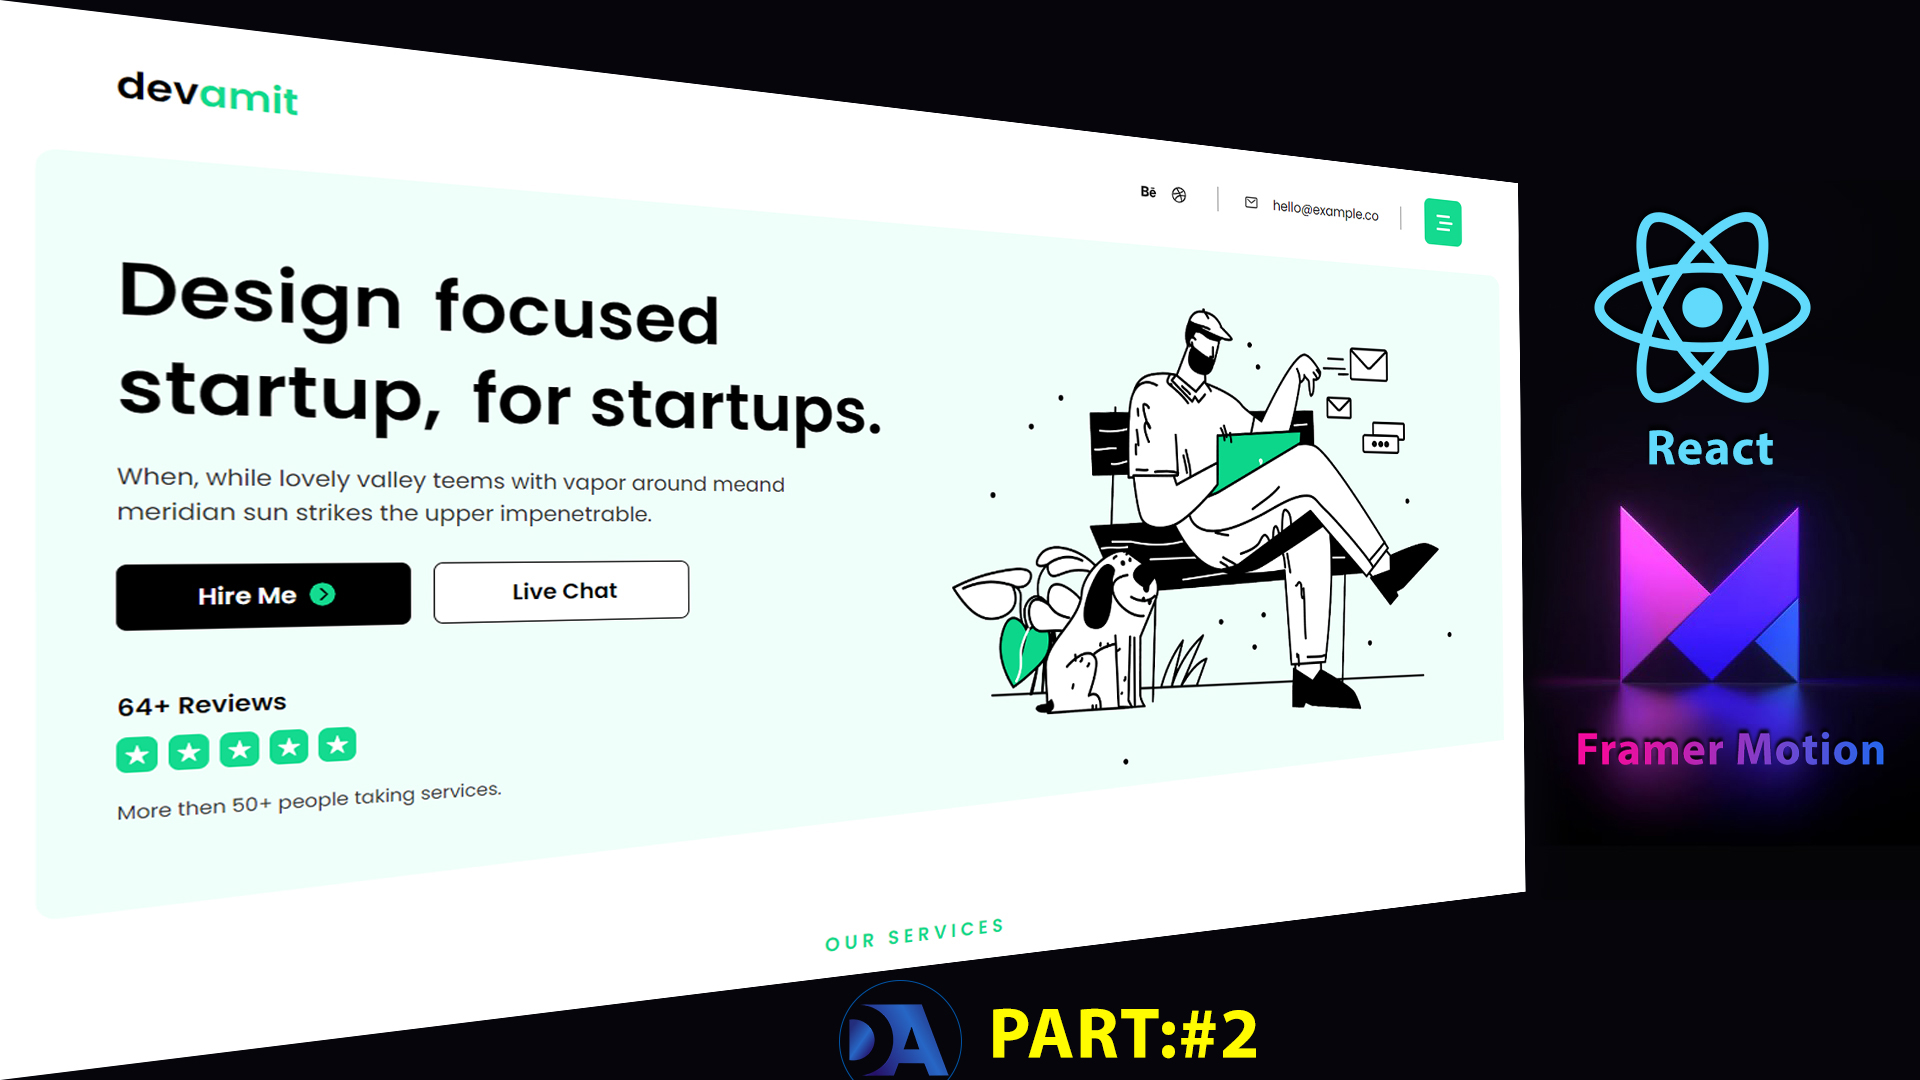 devamit
Bē
hello@example.co
Design focused
startup, for startups.
When, while lovely valley teems with vapor around meand
meridian sun strikes the upper impenetrable.
Hire Me
Live Chat
64+ Reviews
More then 50+ people taking services.
OUR SERVICES
React
Framer Motion
DA
PART:#2